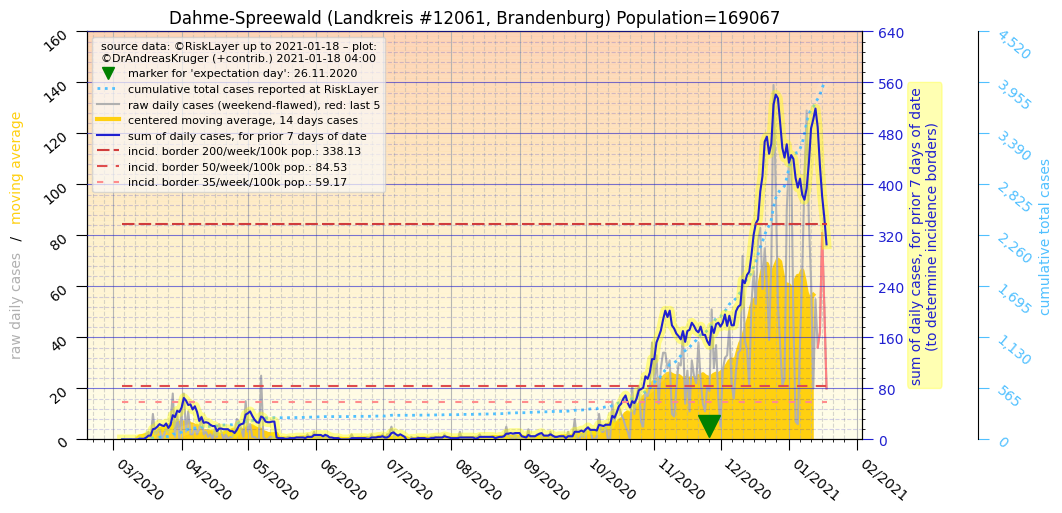 Dahme-Spreewald (Landkreis #12061, Brandenburg) Population=169067
source data: ©RiskLayer up to 2021-01-18 – plot:
©DrAndreasKruger (+contrib.) 2021-01-18 04:00
marker for 'expectation day': 26.11.2020
cumulative total cases reported at RiskLayer
raw daily cases (weekend-flawed), red: last 5
centered moving average, 14 days cases
sum of daily cases, for prior 7 days of date
incid. border 200/week/100k pop.: 338.13
incid. border 50/week/100k pop.: 84.53
incid. border 35/week/100k pop.: 59.17
raw daily cases / moving average
160
140
120
100
80
60
40
20
0
03/2020
04/2020
05/2020
06/2020
07/2020
08/2020
09/2020
10/2020
11/2020
12/2020
01/2021
02/2021
640
560
480
400
320
240
160
80
0
sum of daily cases, for prior 7 days of date
(to determine incidence borders)
4,520
3,955
3,390
2,825
2,260
1,695
1,130
565
0
cumulative total cases